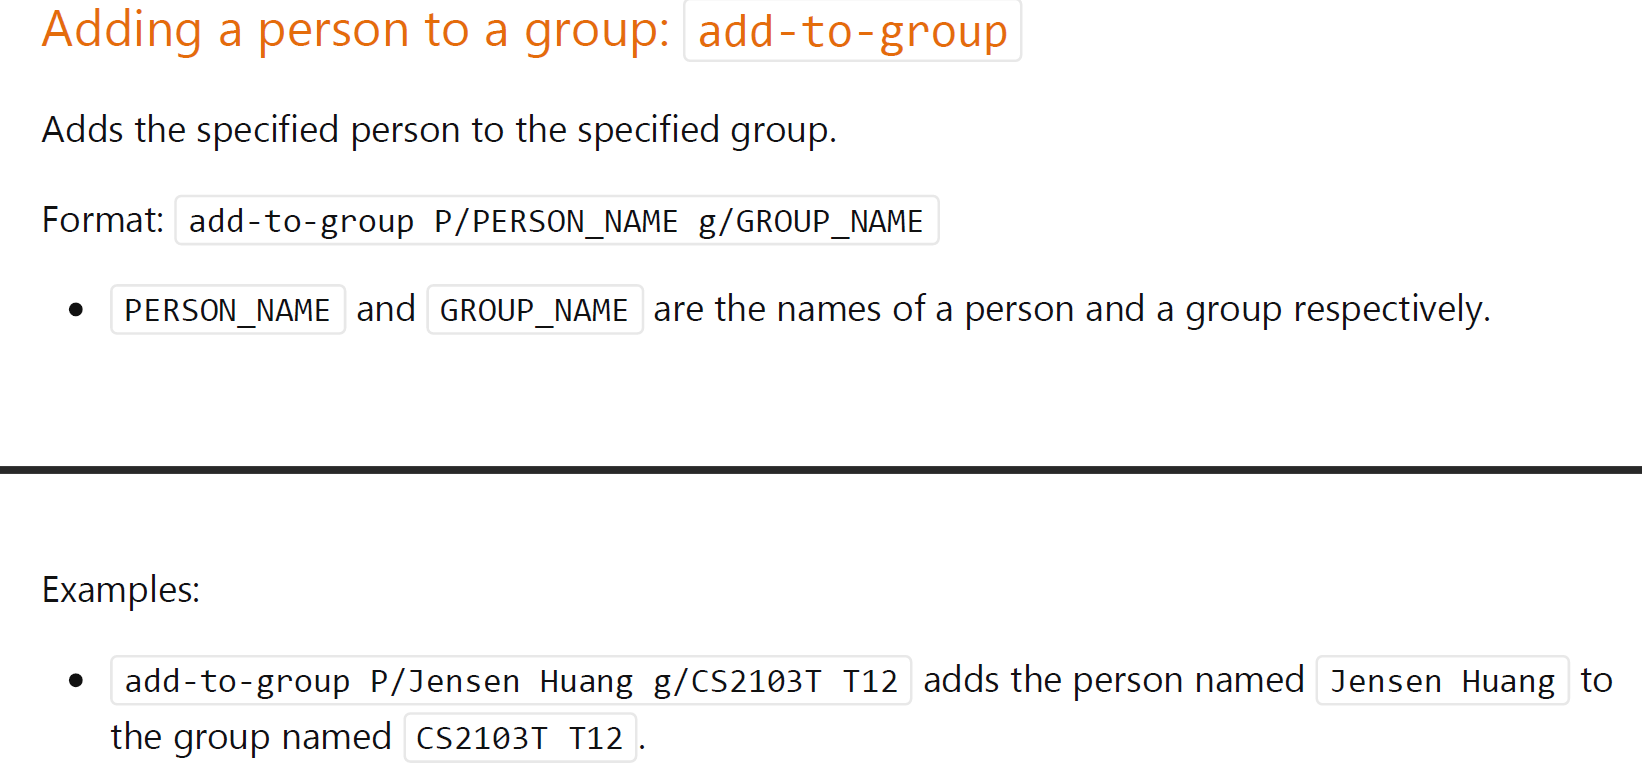 Adding a person to a group: add-to-group
Adds the specified person to the specified group.
Format: add-to-group P/PERSON_NAME g/GROUP_NAME
• PERSON_NAME and GROUP_NAME are the names of a person and a group respectively.
Examples:
• add-to-group P/Jensen Huang g/CS2103T T12 adds the person named Jensen Huang to
the group named CS2103T T12.